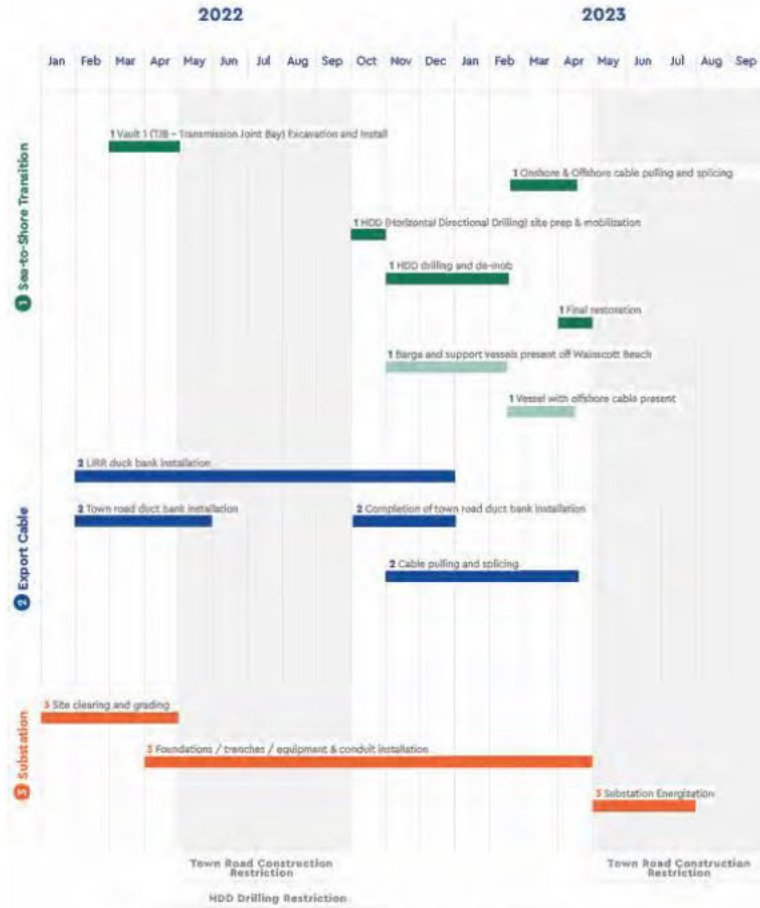 2022 2023
Jan Feb Mar Apr May Jun Jul Aug Sep Oct Nov Dec Jan Feb Mar Apr May Jun Jul Aug Sep
1 Sea-to-Shore Transition
1 Vault 1 (TJB – Transmission Joint Bay) Excavation and Install
1 Onshore & Offshore cable pulling and splicing
1 HDD (Horizontal Directional Drilling) site prep & mobilization
1 HDD drilling and de-mob
1 Final restoration
1 Barge and support vessels present off Wainscott Beach
1 Vessel with offshore cable present
2 Export Cable
2 LIRR duck bank installation
2 Town road duct bank installation
2 Completion of town road duct bank installation
2 Cable pulling and splicing
3 Substation
3 Site clearing and grading
3 Foundations / trenches / equipment & conduit installation
3 Substation Energization
Town Road Construction
Restriction
Town Road Construction
Restriction
HDD Drilling Restriction